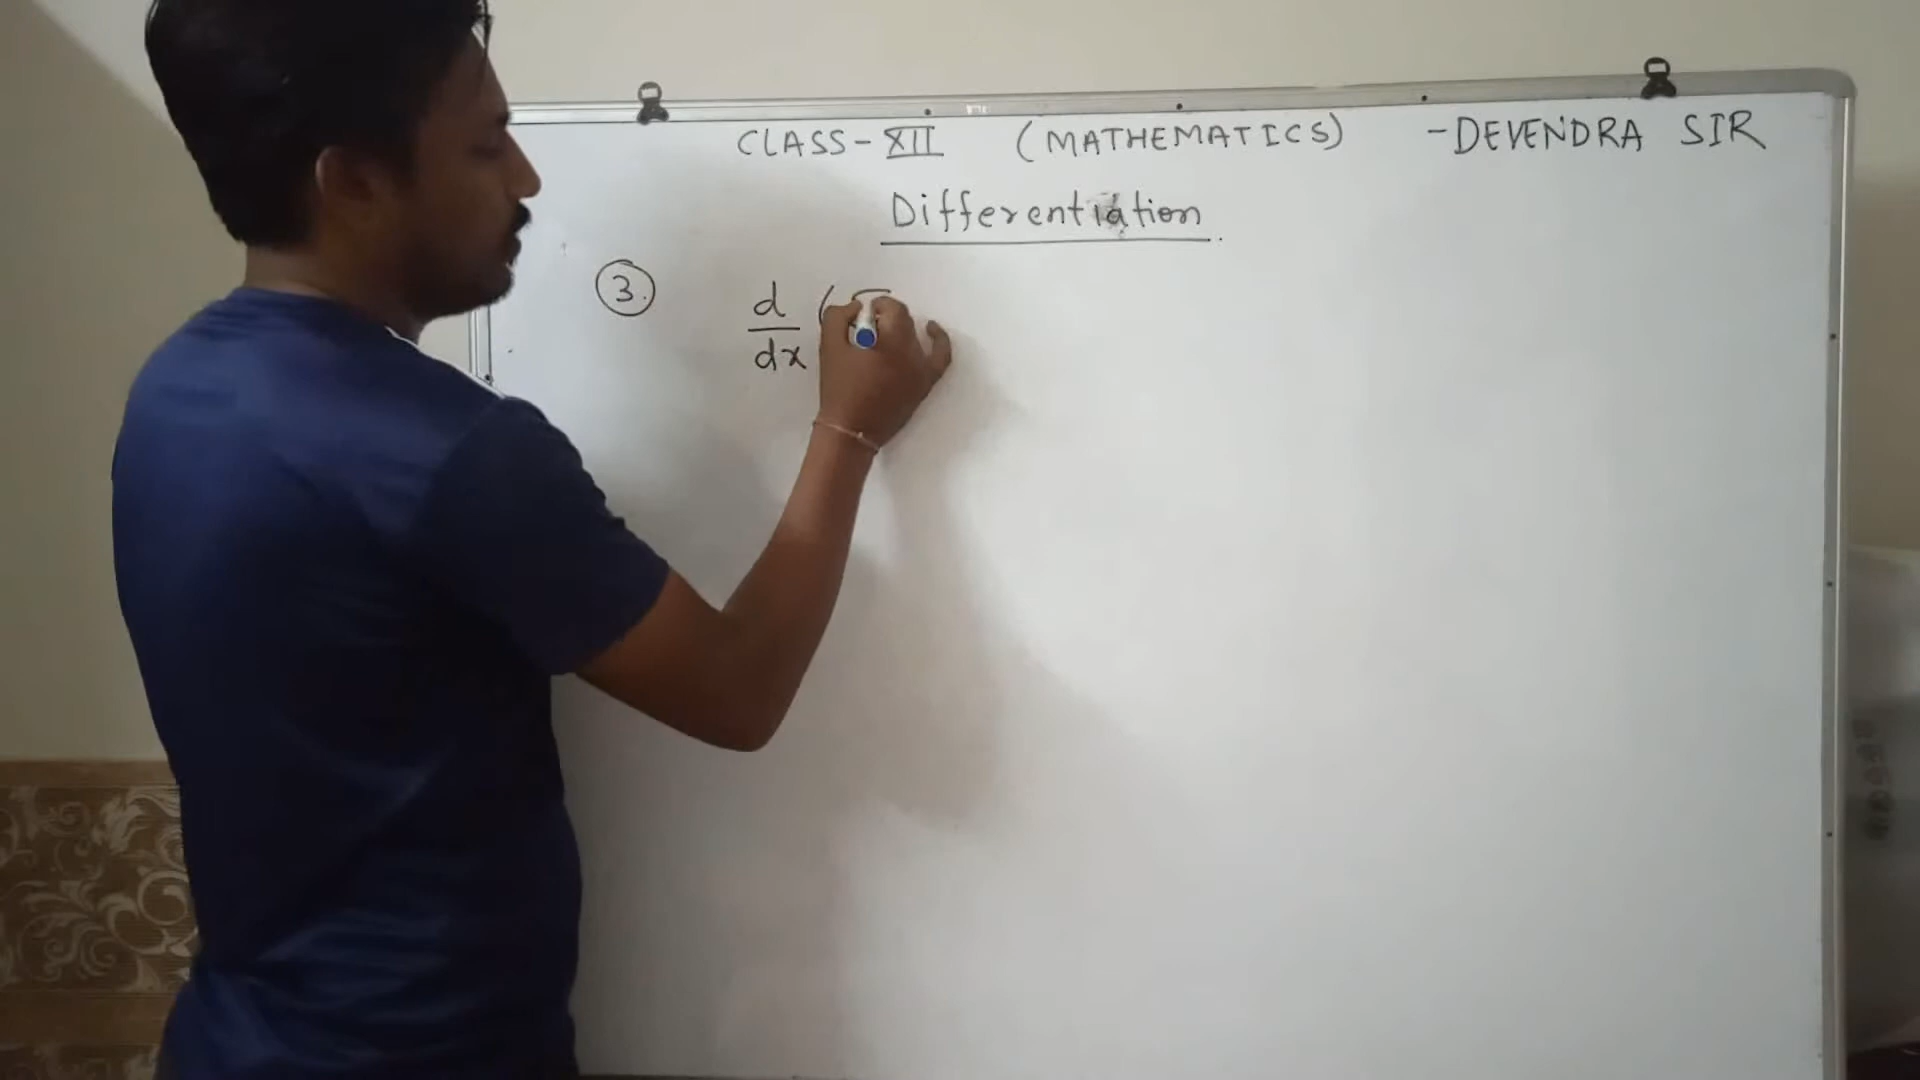 CLASS-XII (MATHEMATICS) -DEVENDRA SIR
Differentiation
3. d/dx (√